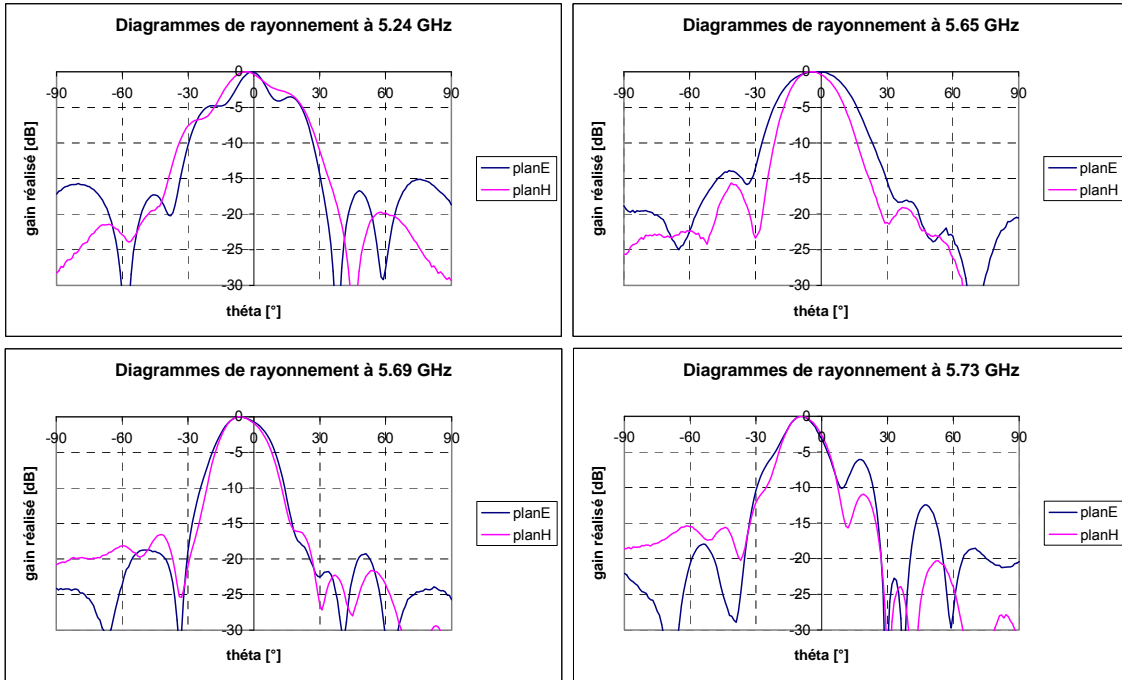 Diagrammes de rayonnement à 5.24 GHz
0
-90 -60 -30 0 30 60 90
-5
-10
-15
-20
-25
-30
gain réalisé [dB]
théta [°]
planE
planH
Diagrammes de rayonnement à 5.65 GHz
0
-90 -60 -30 0 30 60 90
-5
-10
-15
-20
-25
-30
gain réalisé [dB]
théta [°]
planE
planH
Diagrammes de rayonnement à 5.69 GHz
0
-90 -60 -30 0 30 60 90
-5
-10
-15
-20
-25
-30
gain réalisé [dB]
théta [°]
planE
planH
Diagrammes de rayonnement à 5.73 GHz
0
-90 -60 -30 0 30 60 90
-5
-10
-15
-20
-25
-30
gain réalisé [dB]
théta [°]
planE
planH